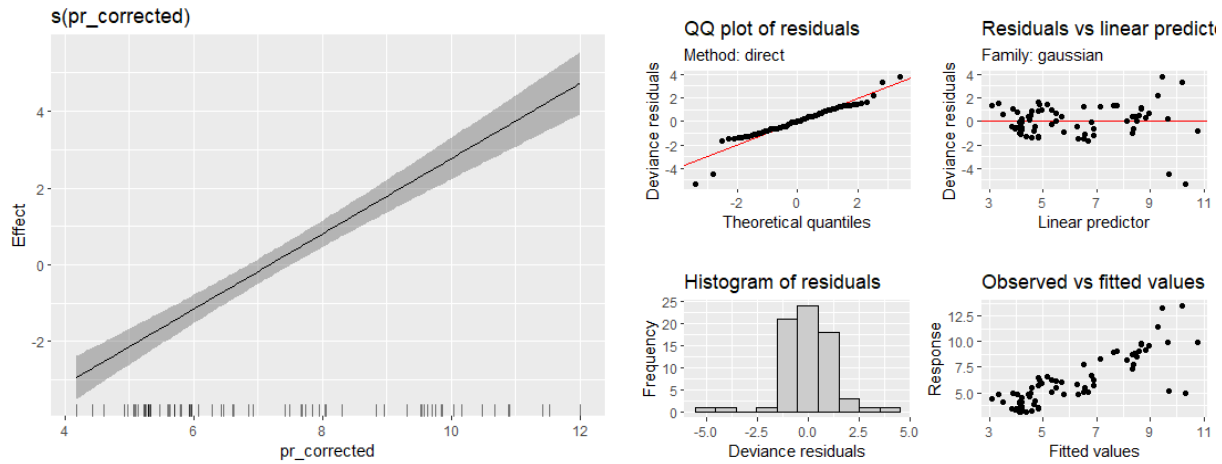 s(pr_corrected)
Effect
4
2
0
-2
4
6
8
10
12
pr_corrected
QQ plot of residuals
Method: direct
Deviance residuals
4
2
0
-2
-4
-2
0
2
Theoretical quantiles
Residuals vs linear predicto
Family: gaussian
Deviance residuals
4
2
0
-2
-4
3
5
7
9
11
Linear predictor
Histogram of residuals
Frequency
25
20
15
10
5
0
-5.0
-2.5
0.0
2.5
5.0
Deviance residuals
Observed vs fitted values
Response
12.5
10.0
7.5
5.0
3
5
7
9
11
Fitted values